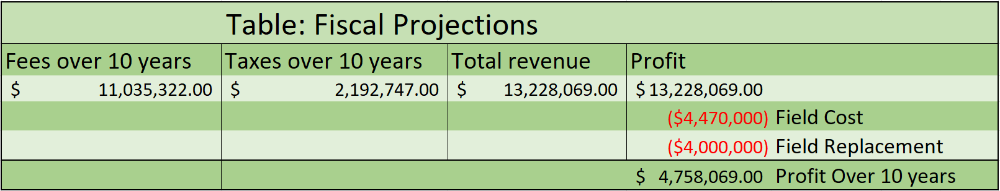 Table: Fiscal Projections
Fees over 10 years Taxes over 10 years Total revenue Profit
$ 11,035,322.00 $ 2,192,747.00 $ 13,228,069.00 $ 13,228,069.00
($4,470,000) Field Cost
($4,000,000) Field Replacement
$ 4,758,069.00 Profit Over 10 years